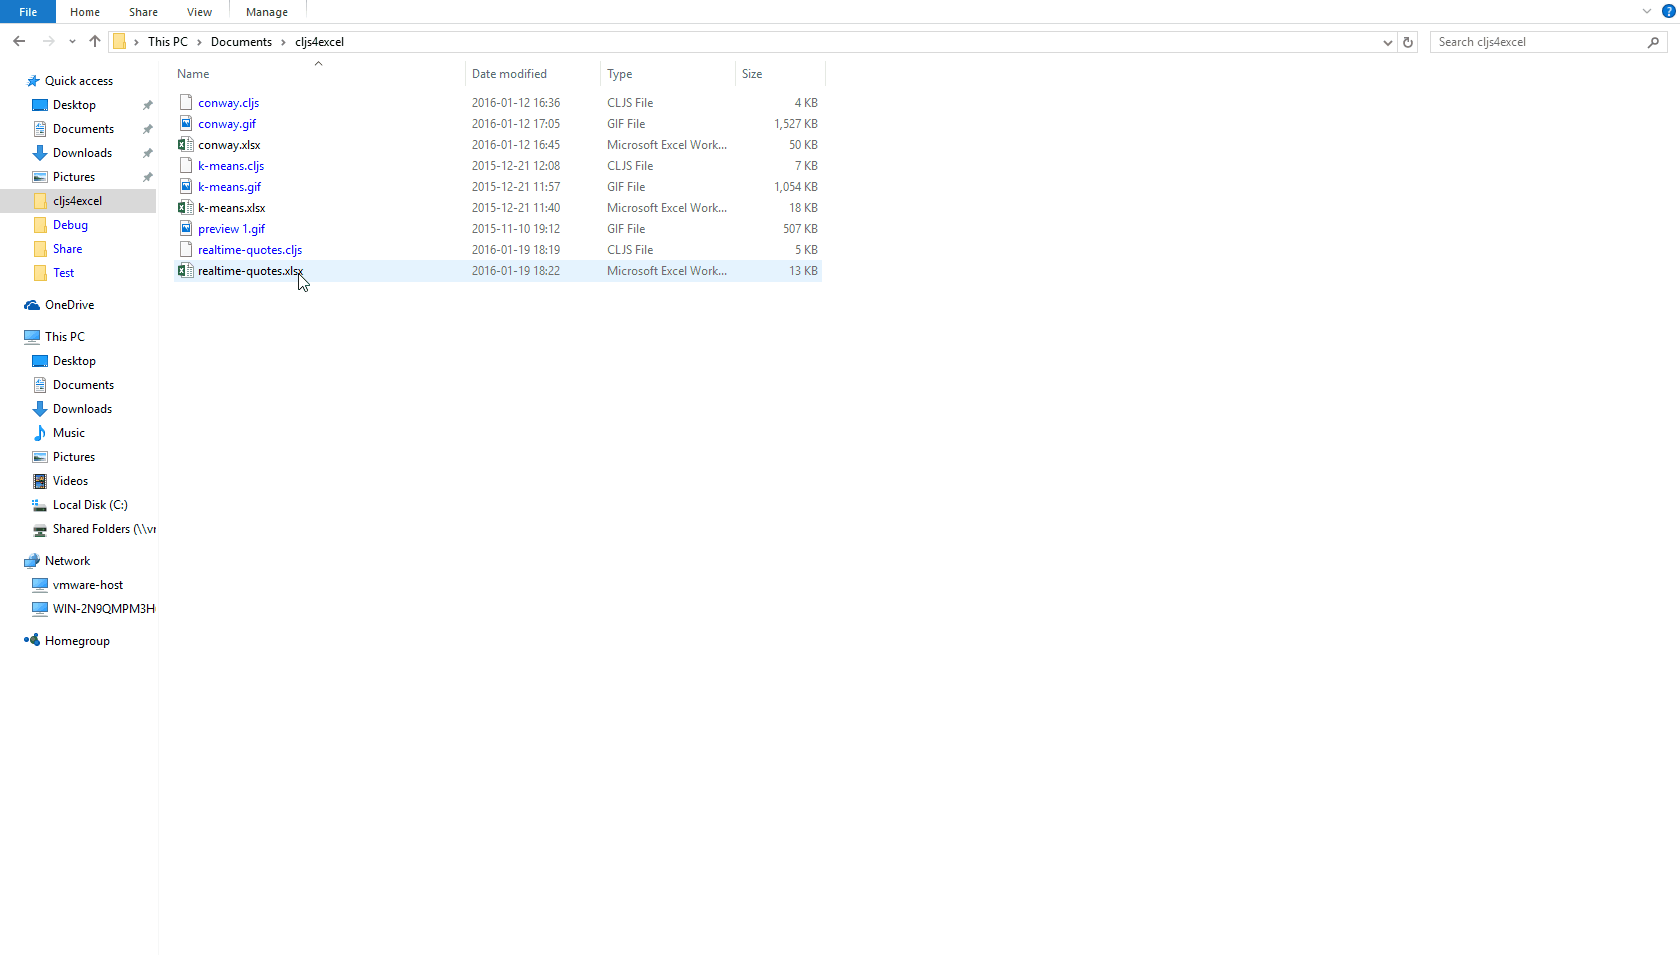 File Home Share View Manage
This PC > Documents > cljs4excel
Search cljs4excel
Quick access
Desktop
Documents
Downloads
Pictures
cljs4excel
Debug
Share
Test
OneDrive
This PC
Desktop
Documents
Downloads
Music
Pictures
Videos
Local Disk (C:)
Shared Folders (\\vr
Network
vmware-host
WIN-2N9QMPM3H
Homegroup
Name Date modified Type Size
conway.cljs 2016-01-12 16:36 CLJS File 4 KB
conway.gif 2016-01-12 17:05 GIF File 1,527 KB
conway.xlsx 2016-01-12 16:45 Microsoft Excel Work... 50 KB
k-means.cljs 2015-12-21 12:08 CLJS File 7 KB
k-means.gif 2015-12-21 11:57 GIF File 1,054 KB
k-means.xlsx 2015-12-21 11:40 Microsoft Excel Work... 18 KB
preview 1.gif 2015-11-10 19:12 GIF File 507 KB
realtime-quotes.cljs 2016-01-19 18:19 CLJS File 5 KB
realtime-quotes.xlsx 2016-01-19 18:22 Microsoft Excel Work... 13 KB